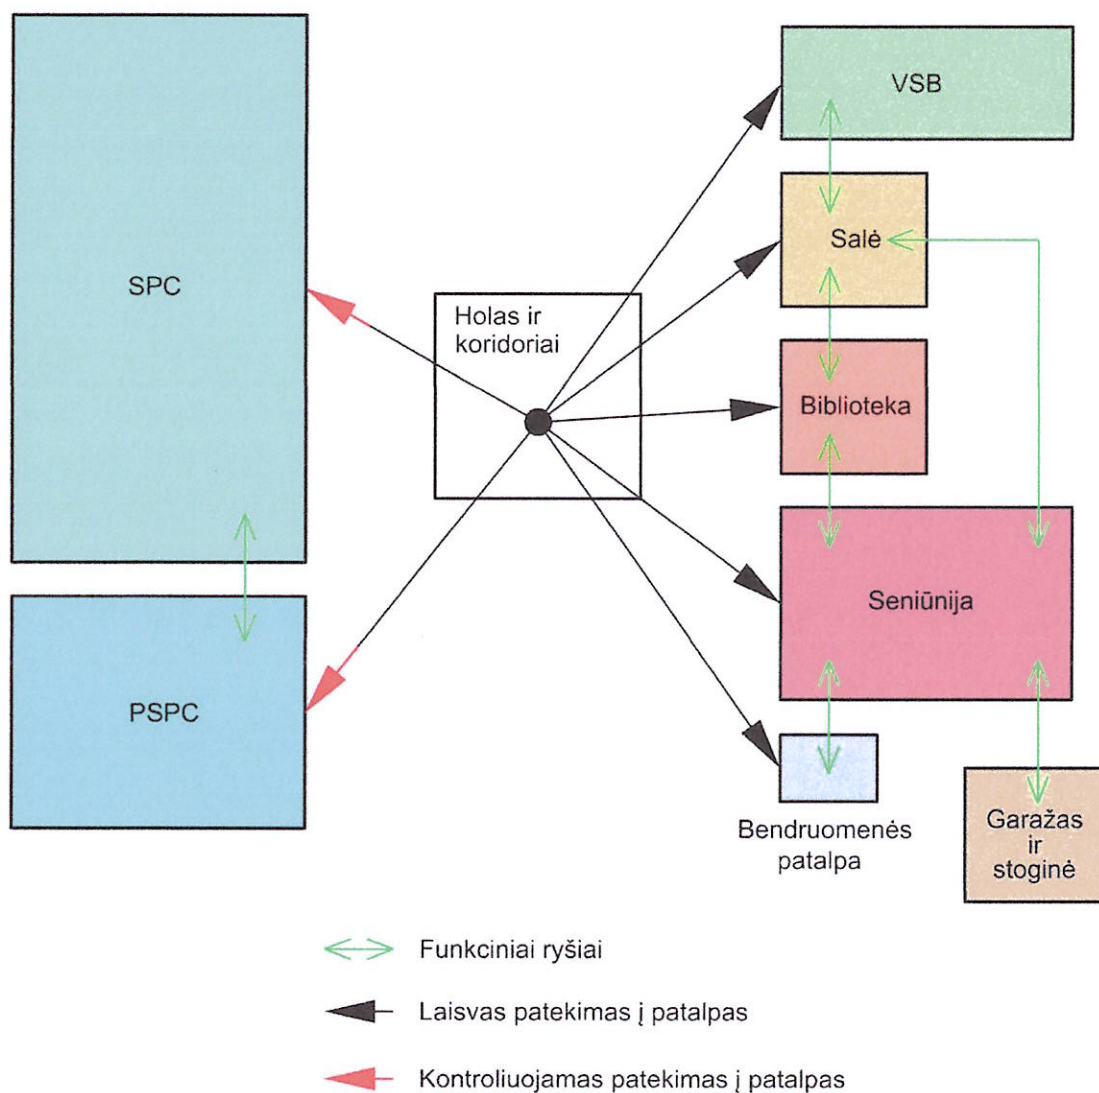 VSB
Salė
SPC
Holas ir
koridoriai
Biblioteka
Seniūnija
PSPC
Bendruomenės
patalpa
Garažas
ir
stoginė
Funkciniai ryšiai
Laisvas patekimas į patalpas
Kontroliuojamas patekimas į patalpas